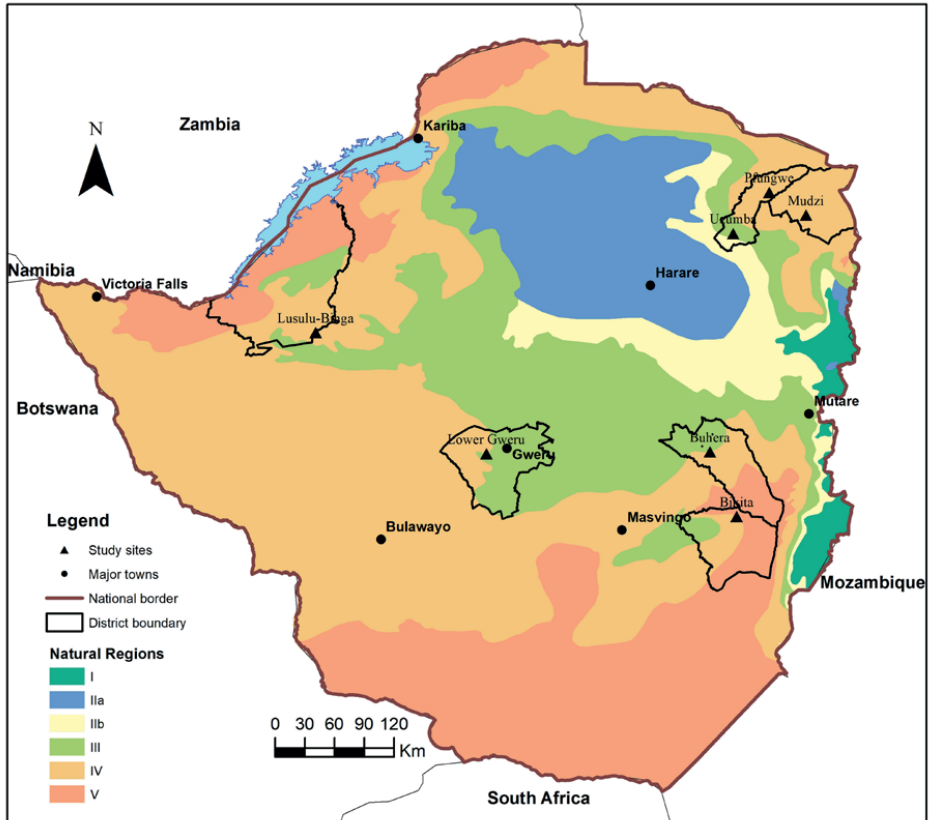 Zambia
N
Kariba
Pfungwe
Mudzi
Uzumba
Namibia
Victoria Falls
Harare
Lusulu-Binga
Botswana
Mutare
Lower Gweru
Gweru
Buhera
Bikita
Masvingo
Bulawayo
Mozambique
Legend
Study sites
Major towns
National border
District boundary
Natural Regions
I
IIa
IIb
III
IV
V
0 30 60 90 120
Km
South Africa